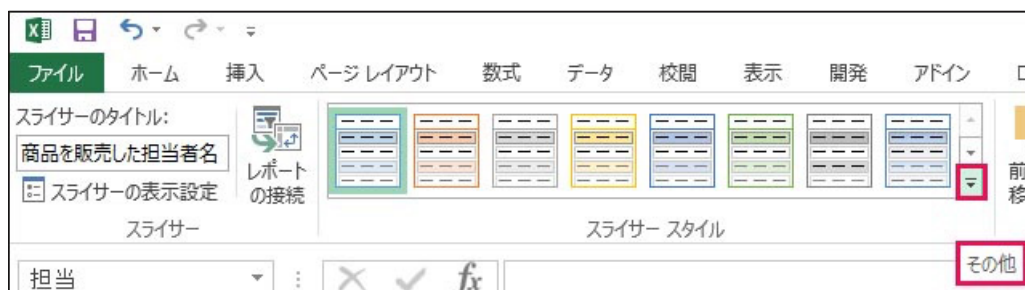 ファイル ホーム 挿入 ページ レイアウト 数式 データ 校閲 表示 開発 アドイン
スライサーのタイトル:
商品を販売した担当者名
スライサーの表示設定
レポート
の接続
スライサー
スライサー スタイル
前
移
その他
担当
fx